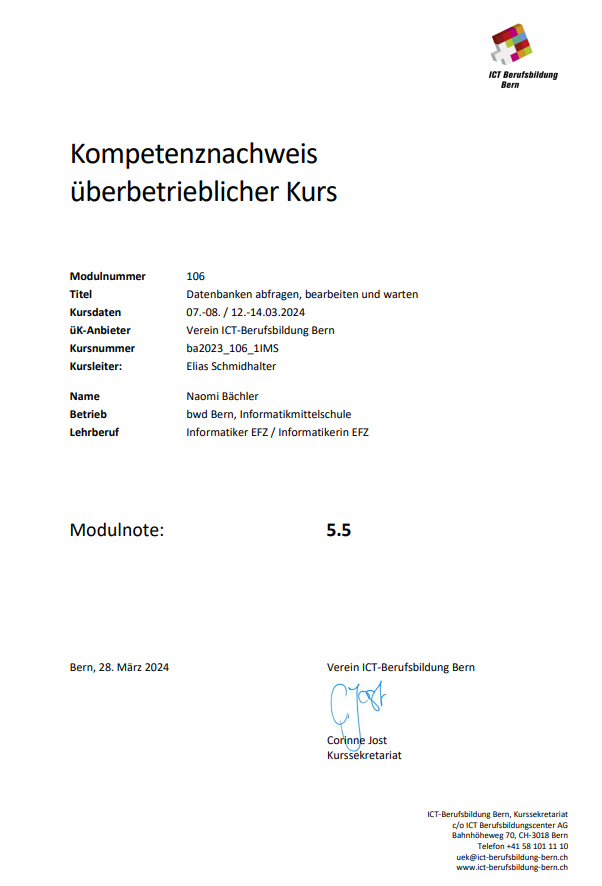 ICT Berufsbildung
Bern
Kompetenznachweis
überbetrieblicher Kurs
Modulnummer 106
Titel Datenbanken abfragen, bearbeiten und warten
Kursdaten 07.-08. / 12.-14.03.2024
üK-Anbieter Verein ICT-Berufsbildung Bern
Kursnummer ba2023_106_1IMS
Kursleiter: Elias Schmidhalter
Name Naomi Bächler
Betrieb bwd Bern, Informatikmittelschule
Lehrberuf Informatiker EFZ / Informatikerin EFZ
Modulnote: 5.5
Bern, 28. März 2024 Verein ICT-Berufsbildung Bern
C Jost
Corinne Jost
Kurssekretariat
ICT-Berufsbildung Bern, Kurssekretariat
c/o ICT Berufsbildungscenter AG
Bahnhöheweg 70, CH-3018 Bern
Telefon +41 58 101 11 10
uek@ict-berufsbildung-bern.ch
www.ict-berufsbildung-bern.ch